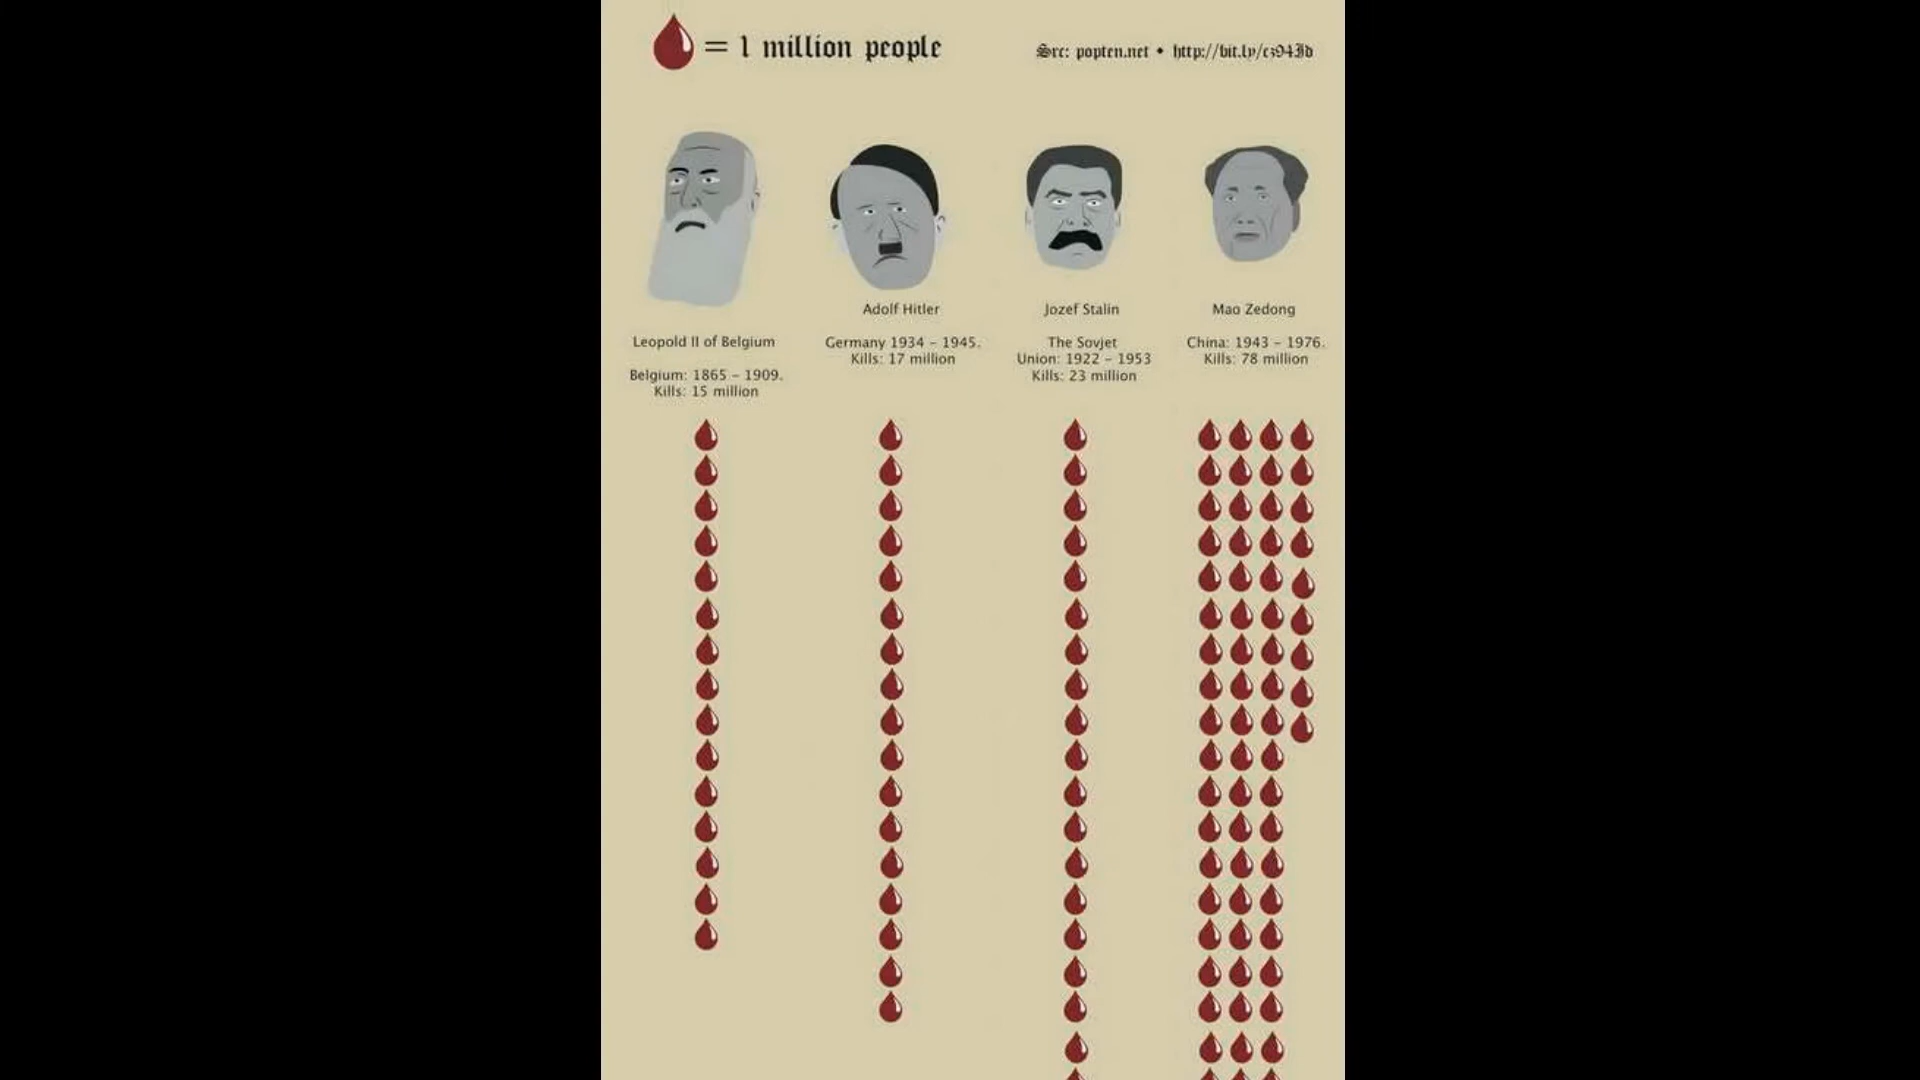 = 1 million people
Src: popten.net • http://bit.ly/cz94Id
Leopold II of Belgium
Belgium: 1865 – 1909.
Kills: 15 million
Adolf Hitler
Germany 1934 – 1945.
Kills: 17 million
Jozef Stalin
The Sovjet
Union: 1922 – 1953
Kills: 23 million
Mao Zedong
China: 1943 – 1976.
Kills: 78 million